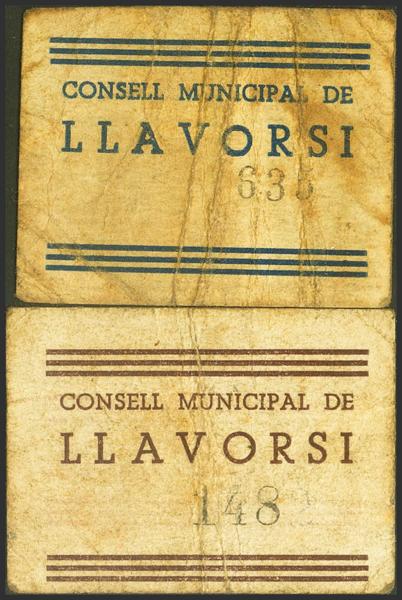 CONSELL MUNICIPAL DE
LLAVORSI
635
CONSELL MUNICIPAL DE
LLAVORSI
148